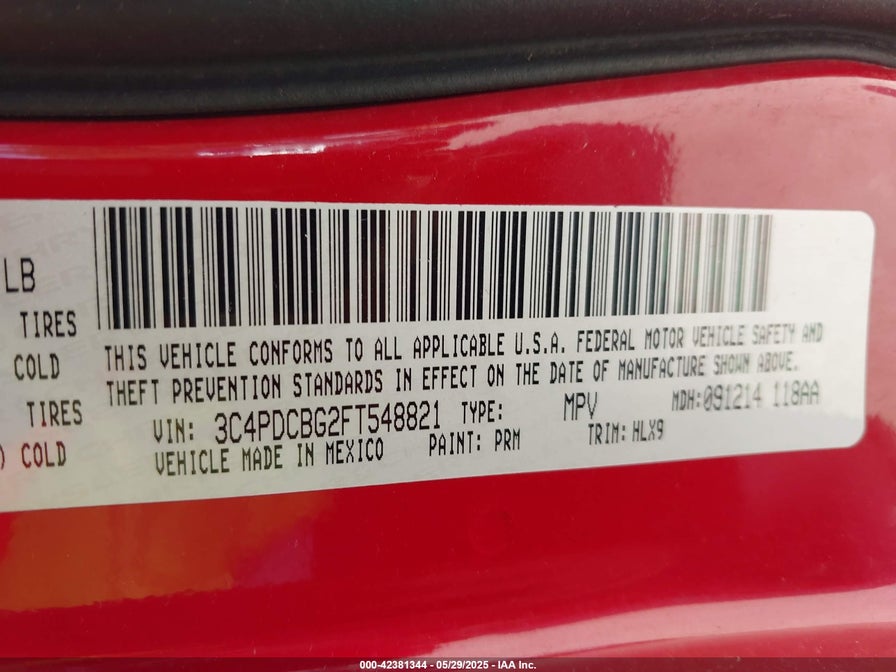 LB
TIRES
COLD
TIRES
) COLD
THIS VEHICLE CONFORMS TO ALL APPLICABLE U.S.A. FEDERAL MOTOR VEHICLE SAFETY AND
THEFT PREVENTION STANDARDS IN EFFECT ON THE DATE OF MANUFACTURE SHOWN ABOVE.
VIN: 3C4PDCBG2FT548821 TYPE: MPV MDH:091214 118AA
VEHICLE MADE IN MEXICO PAINT: PRM TRIM: HLX9
000-42381344 - 05/29/2025 - IAA Inc.